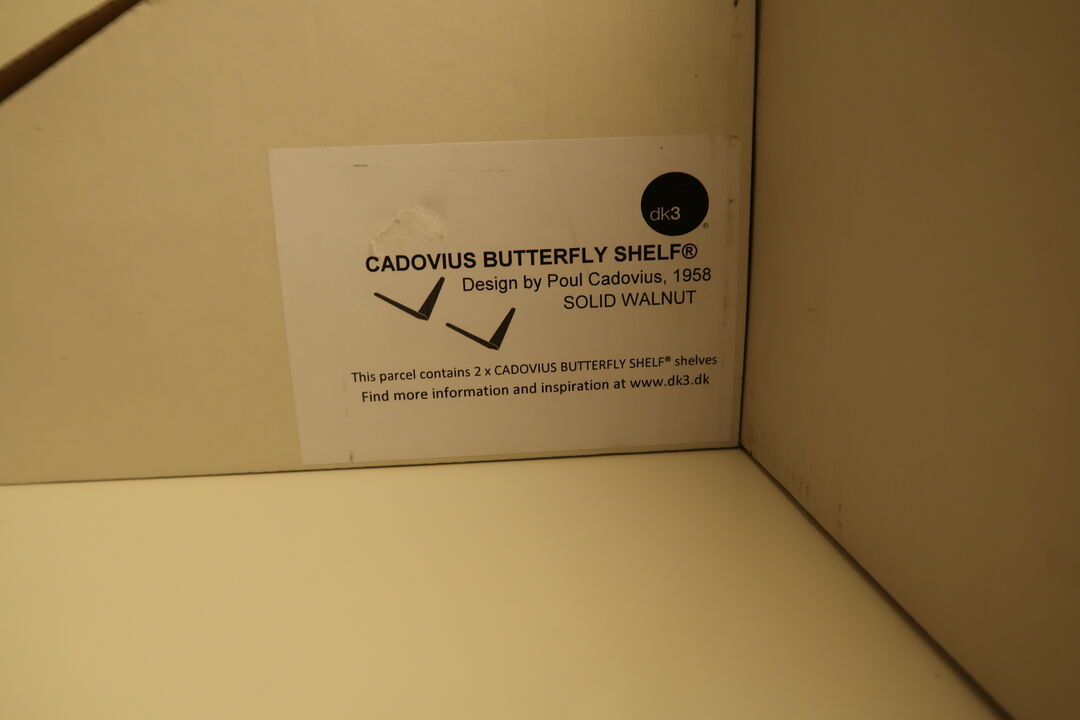 dk3
®
CADOVIUS BUTTERFLY SHELF®
Design by Poul Cadovius, 1958
SOLID WALNUT
This parcel contains 2 x CADOVIUS BUTTERFLY SHELF® shelves
Find more information and inspiration at www.dk3.dk